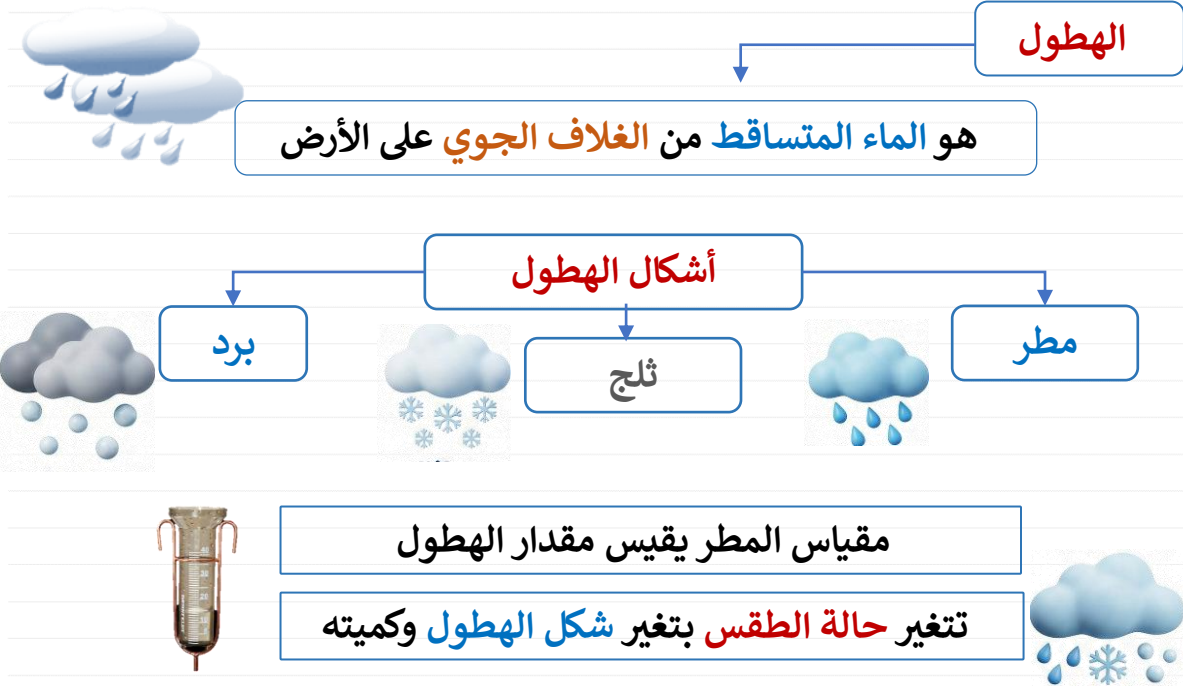 الهطول
هو الماء المتساقط من الغلاف الجوي على الأرض
أشكال الهطول
مطر
ثلج
برد
مقياس المطر يقيس مقدار الهطول
تتغير حالة الطقس بتغير شكل الهطول وكميته